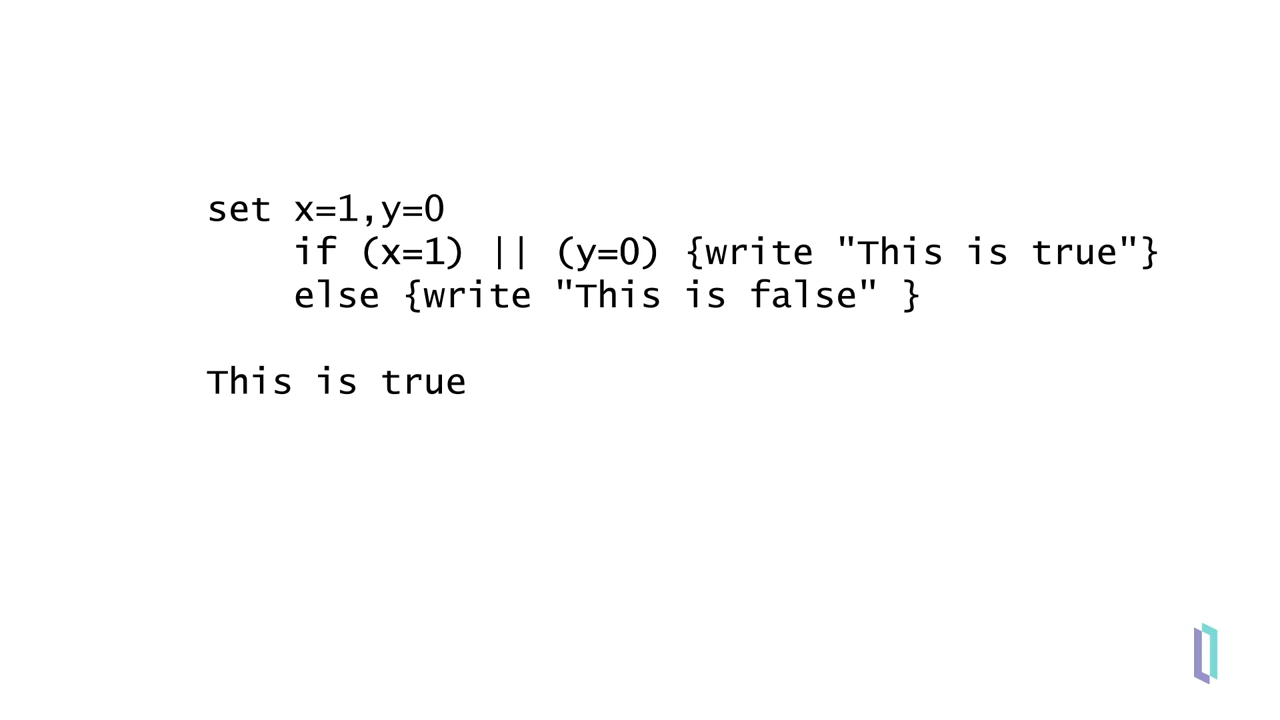 set x=1,y=0
if (x=1) || (y=0) {write "This is true"}
else {write "This is false" }
This is true